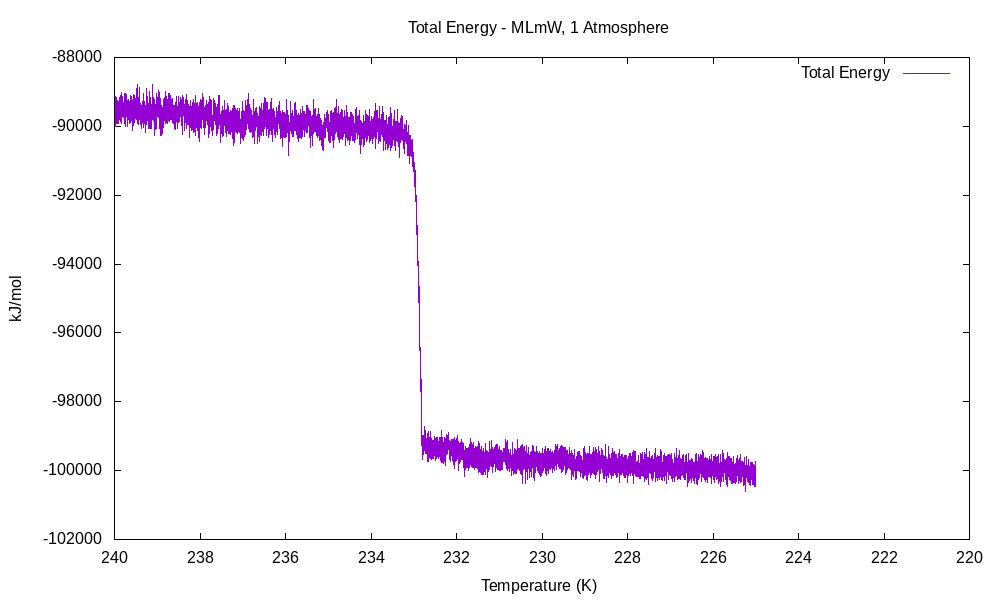 Total Energy - MLmW, 1 Atmosphere
Total Energy
-88000
-90000
-92000
-94000
-96000
-98000
-100000
-102000
kJ/mol
240 238 236 234 232 230 228 226 224 222 220
Temperature (K)